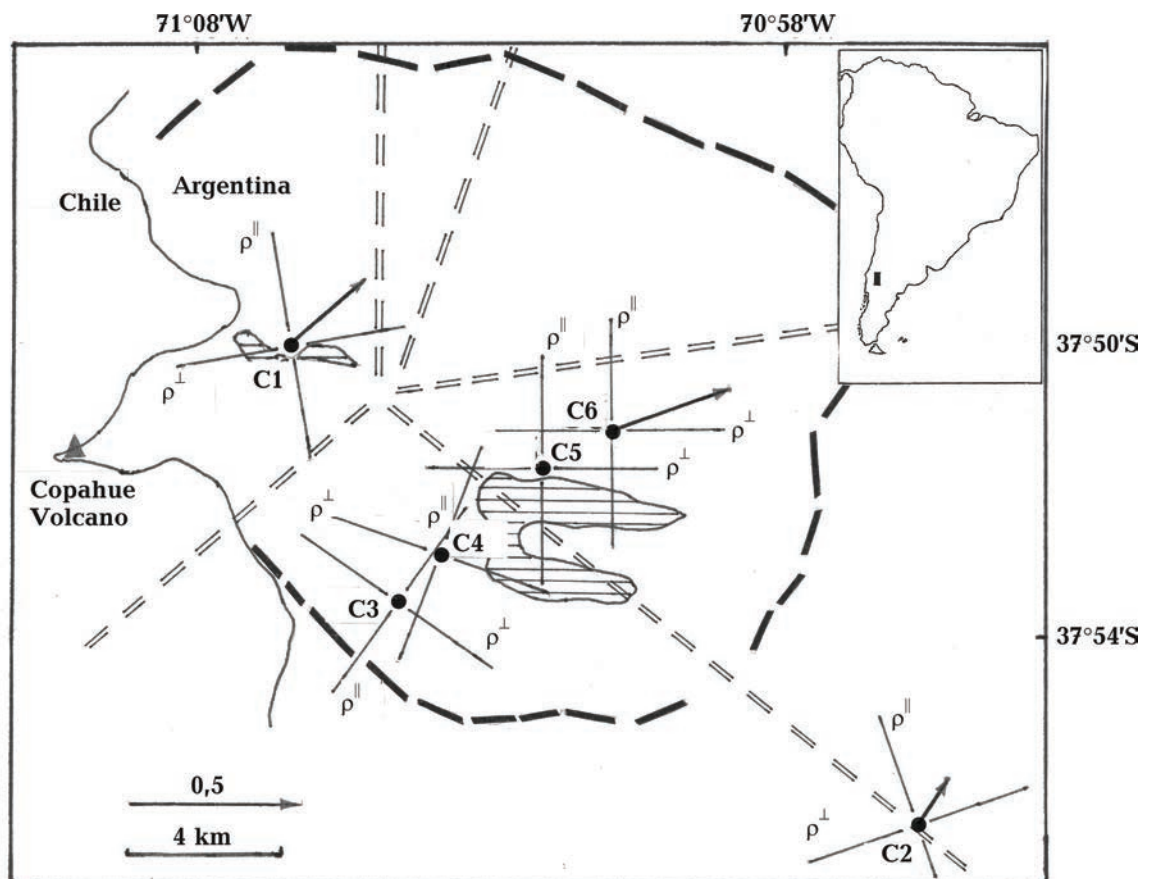 71°08'W
70°58'W
Chile
Argentina
ρ||
ρ⊥
C1
37°50'S
ρ||
ρ||
C6
ρ⊥
C5
ρ⊥
Copahue
Volcano
ρ⊥
ρ||
C4
C3
ρ⊥
ρ||
37°54'S
ρ||
ρ⊥
C2
0,5
4 km